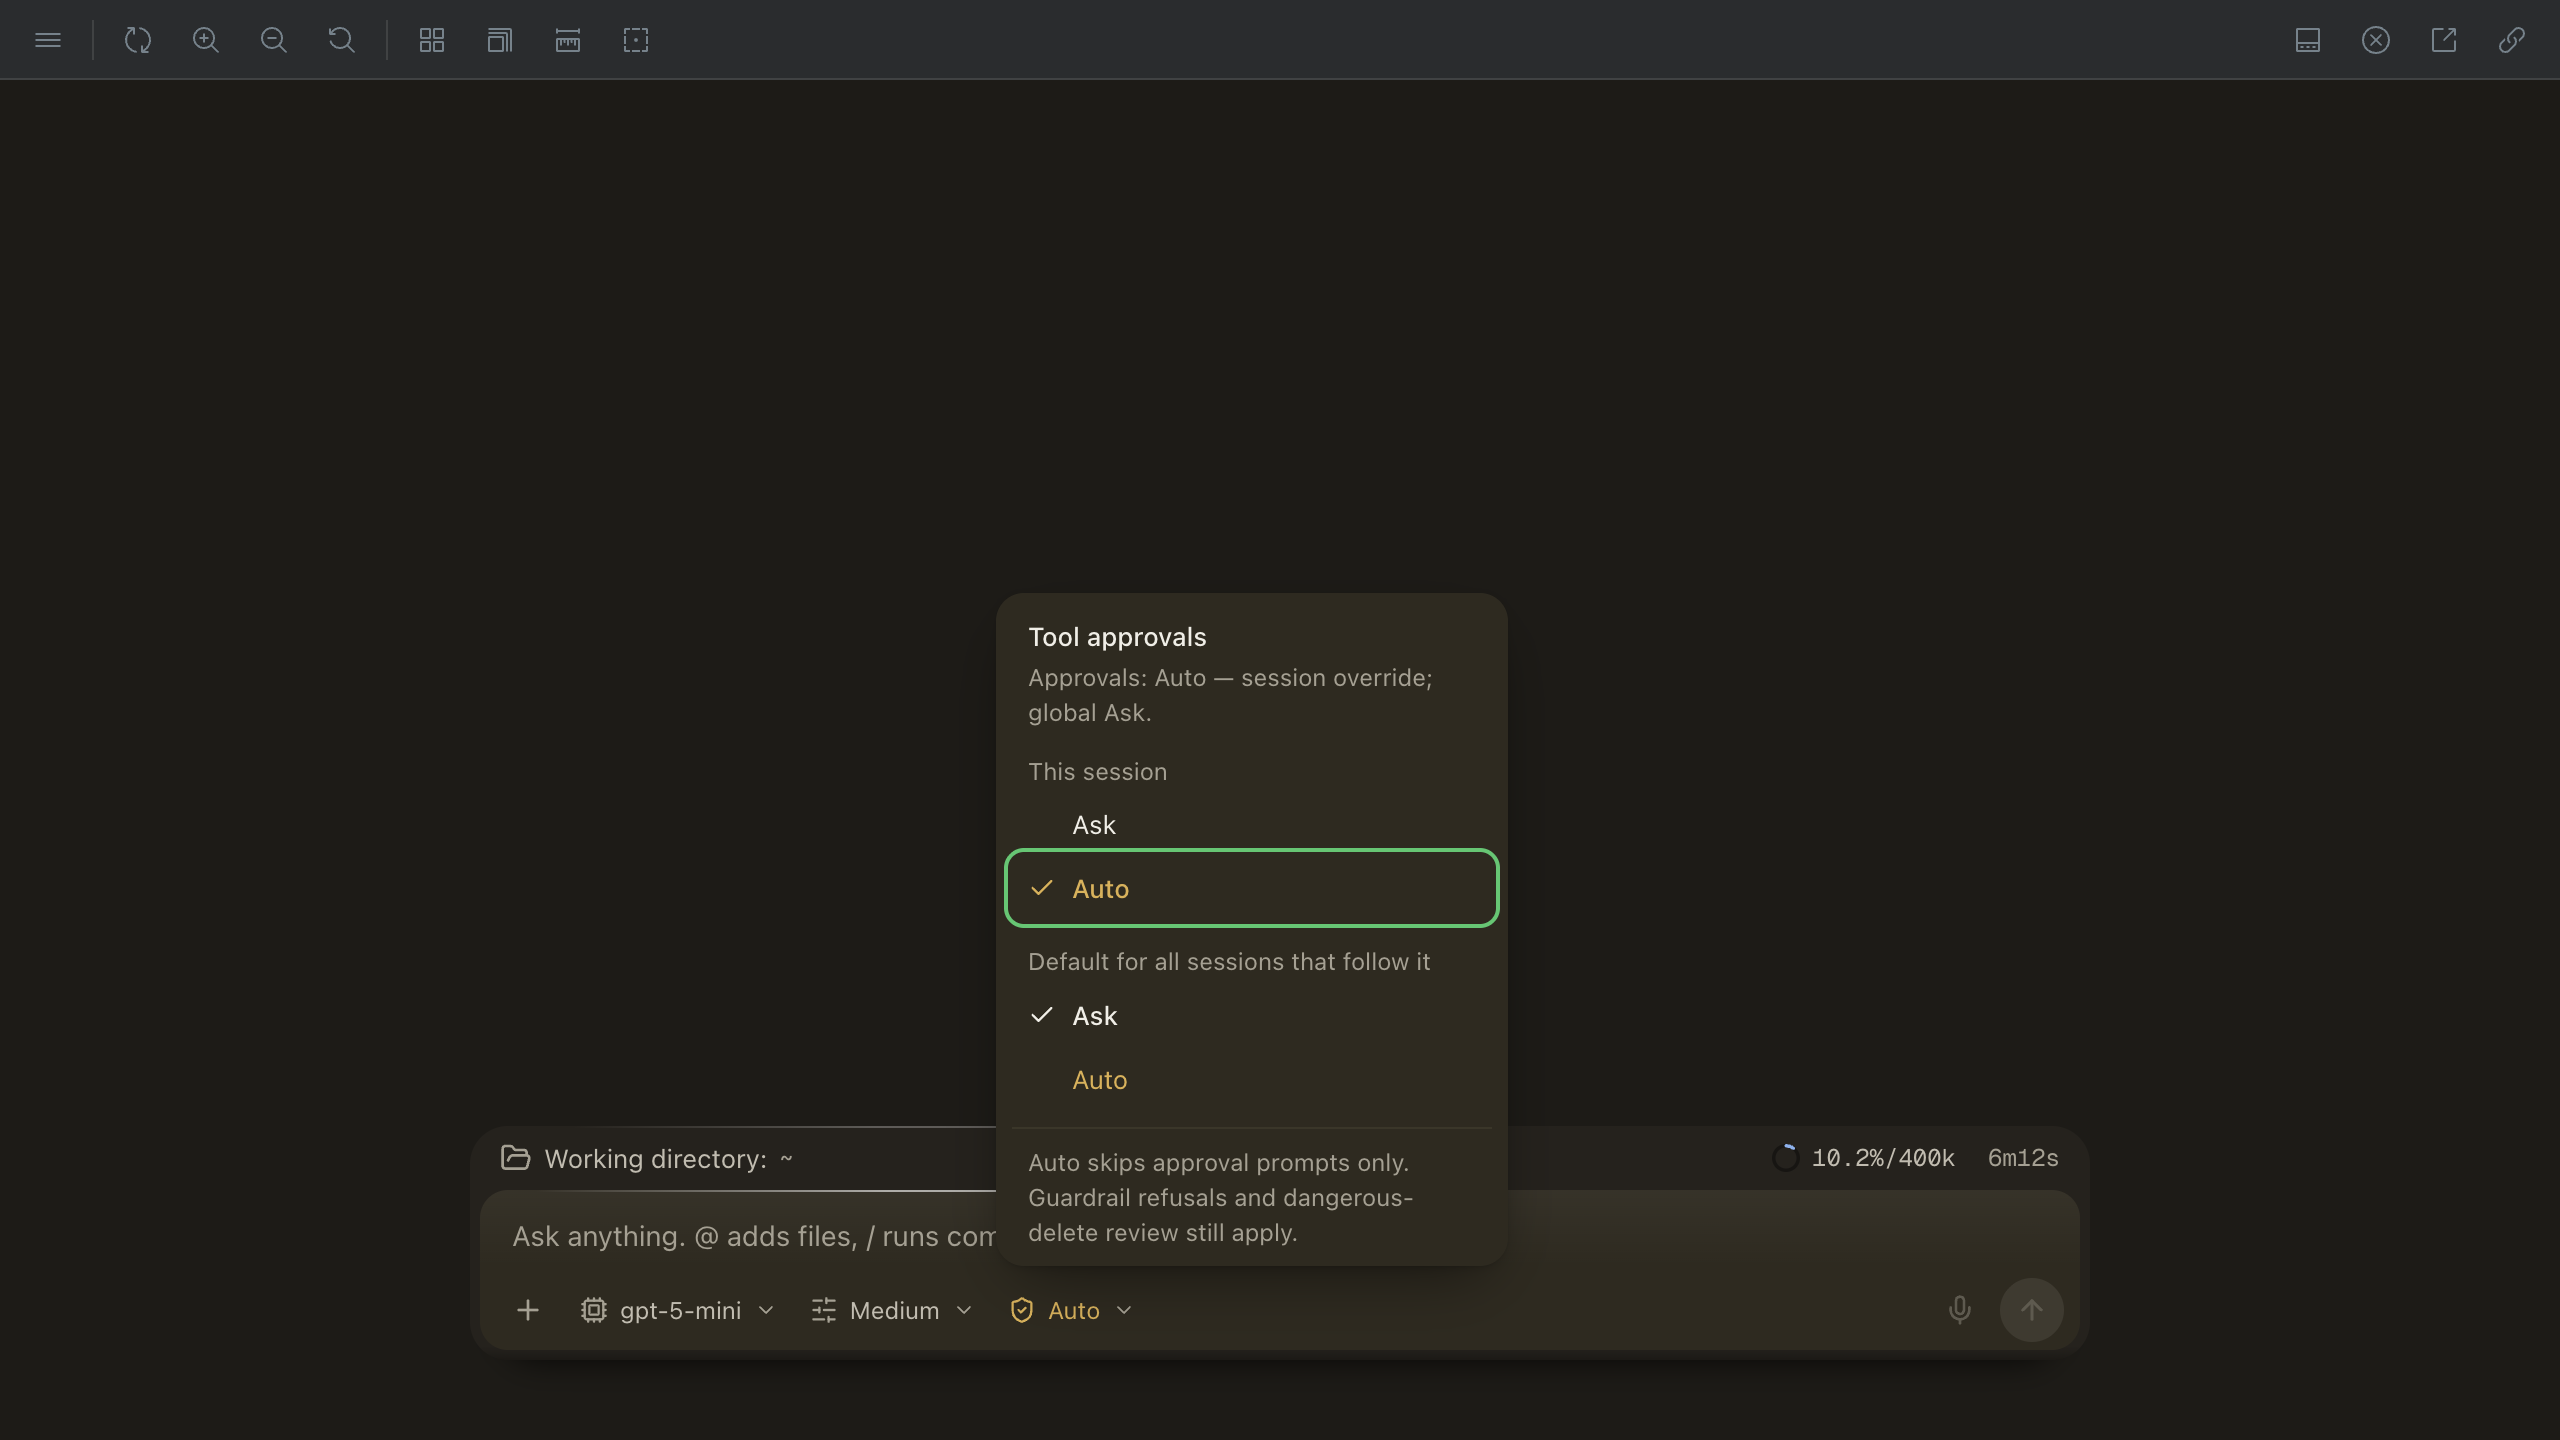 Tool approvals
Approvals: Auto — session override;
global Ask.
This session
Ask
Auto
Default for all sessions that follow it
Ask
Auto
Auto skips approval prompts only.
Guardrail refusals and dangerous-
delete review still apply.
Working directory: ~
10.2%/400k 6m12s
Ask anything. @ adds files, / runs
gpt-5-mini Medium Auto